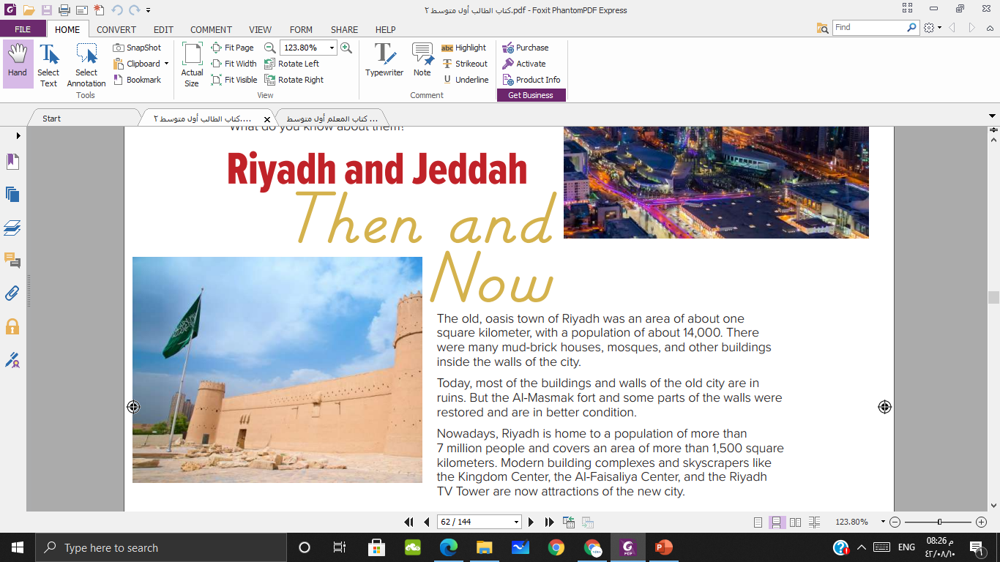 كتاب الطالب أول متوسط ٢.pdf - Foxit PhantomPDF Express
FILE HOME CONVERT EDIT COMMENT VIEW FORM SHARE HELP
Find
Hand
Select Text
Select Annotation
SnapShot
Clipboard
Bookmark
Tools
Actual Size
Fit Page
Fit Width
Fit Visible
123.80%
Rotate Left
Rotate Right
View
Typewriter
Note
abc Highlight
Strikeout
Underline
Comment
Purchase
Activate
Product Info
Get Business
Start
كتاب الطالب أول متوسط ٢....
كتاب المعلم أول متوسط ...
What do you know about them?
Riyadh and Jeddah
Then and
Now
The old, oasis town of Riyadh was an area of about one
square kilometer, with a population of about 14,000. There
were many mud-brick houses, mosques, and other buildings
inside the walls of the city.
Today, most of the buildings and walls of the old city are in
ruins. But the Al-Masmak fort and some parts of the walls were
restored and are in better condition.
Nowadays, Riyadh is home to a population of more than
7 million people and covers an area of more than 1,500 square
kilometers. Modern building complexes and skyscrapers like
the Kingdom Center, the Al-Faisaliya Center, and the Riyadh
TV Tower are now attractions of the new city.
62 / 144
123.80%
Type here to search
ENG
08:26 م
٤٢/٠٨/١٠